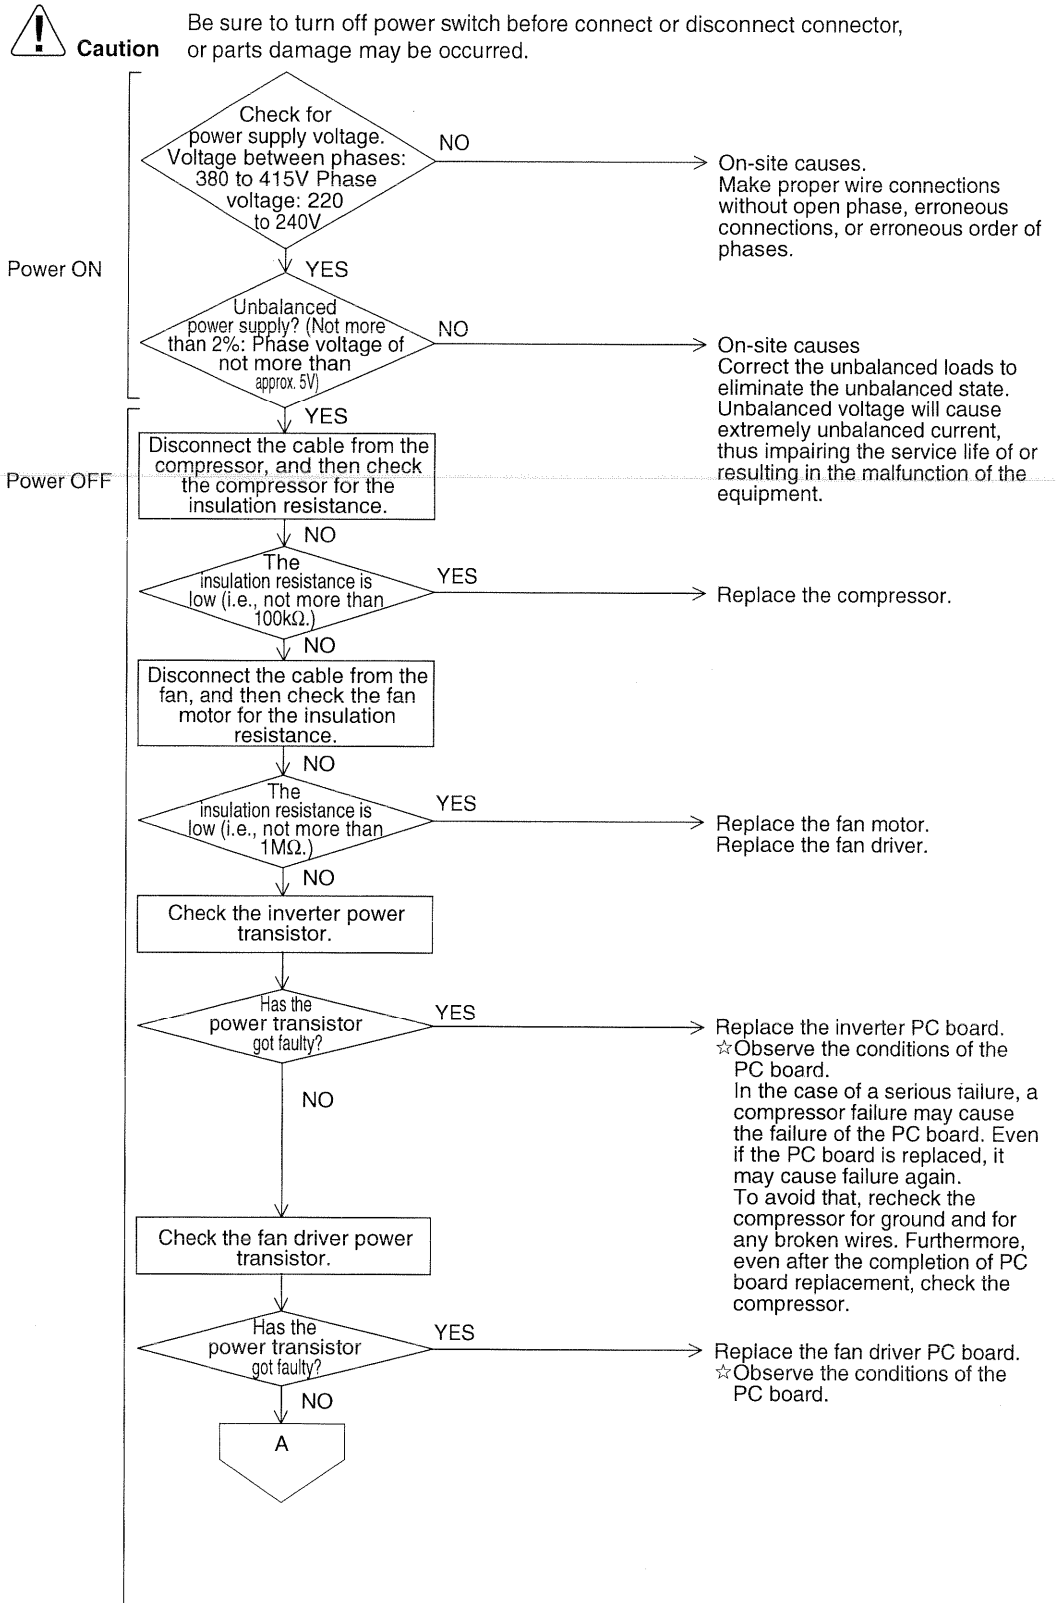 Be sure to turn off power switch before connect or disconnect connector,
Caution or parts damage may be occurred.
Check for
power supply voltage.
Voltage between phases:
380 to 415V Phase
voltage: 220
to 240V
NO
On-site causes.
Make proper wire connections
without open phase, erroneous
connections, or erroneous order of
phases.
Power ON
YES
Unbalanced
power supply? (Not more
than 2%: Phase voltage of
not more than
approx. 5V)
NO
On-site causes
Correct the unbalanced loads to
eliminate the unbalanced state.
Unbalanced voltage will cause
extremely unbalanced current,
thus impairing the service life of or
resulting in the malfunction of the
equipment.
YES
Power OFF
Disconnect the cable from the
compressor, and then check
the compressor for the
insulation resistance.
NO
The
insulation resistance is
low (i.e., not more than
100kΩ.)
YES
Replace the compressor.
NO
Disconnect the cable from the
fan, and then check the fan
motor for the insulation
resistance.
NO
The
insulation resistance is
low (i.e., not more than
1MΩ.)
YES
Replace the fan motor.
Replace the fan driver.
NO
Check the inverter power
transistor.
Has the
power transistor
got faulty?
YES
Replace the inverter PC board.
☆Observe the conditions of the
PC board.
In the case of a serious failure, a
compressor failure may cause
the failure of the PC board. Even
if the PC board is replaced, it
may cause failure again.
To avoid that, recheck the
compressor for ground and for
any broken wires. Furthermore,
even after the completion of PC
board replacement, check the
compressor.
NO
Check the fan driver power
transistor.
Has the
power transistor
got faulty?
YES
Replace the fan driver PC board.
☆Observe the conditions of the
PC board.
NO
A